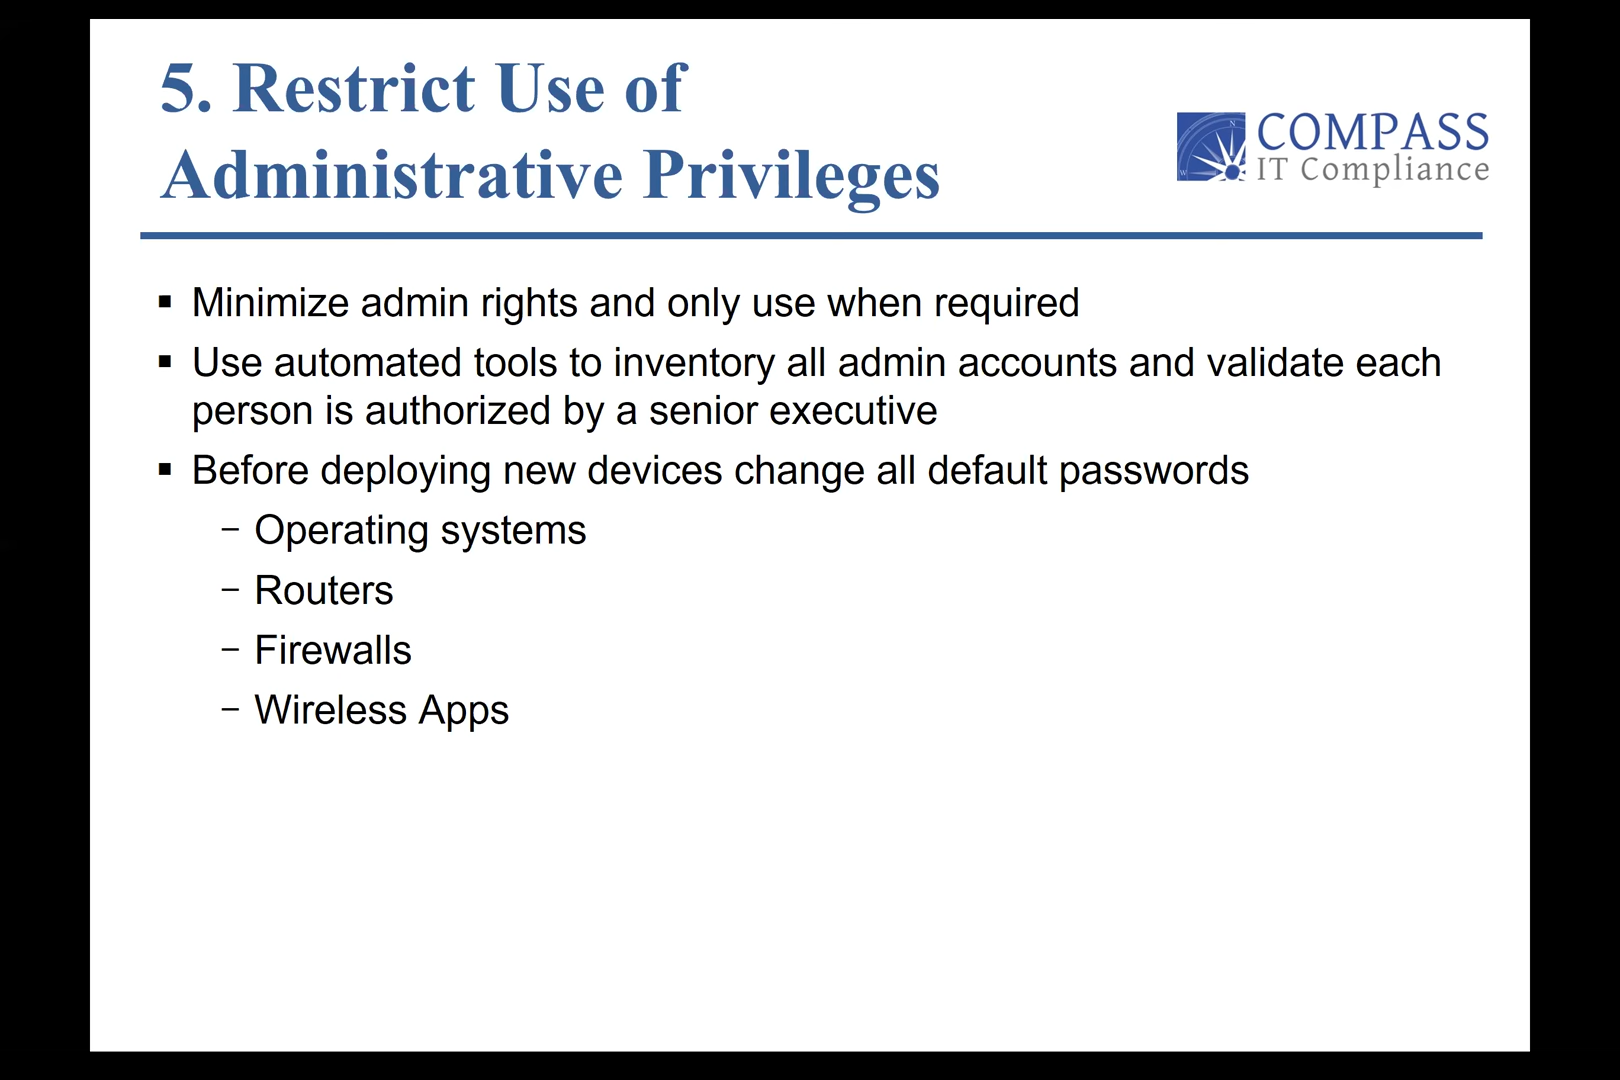 5. Restrict Use of
Administrative Privileges
COMPASS
IT Compliance
N
W
▪ Minimize admin rights and only use when required
▪ Use automated tools to inventory all admin accounts and validate each
person is authorized by a senior executive
▪ Before deploying new devices change all default passwords
– Operating systems
– Routers
– Firewalls
– Wireless Apps